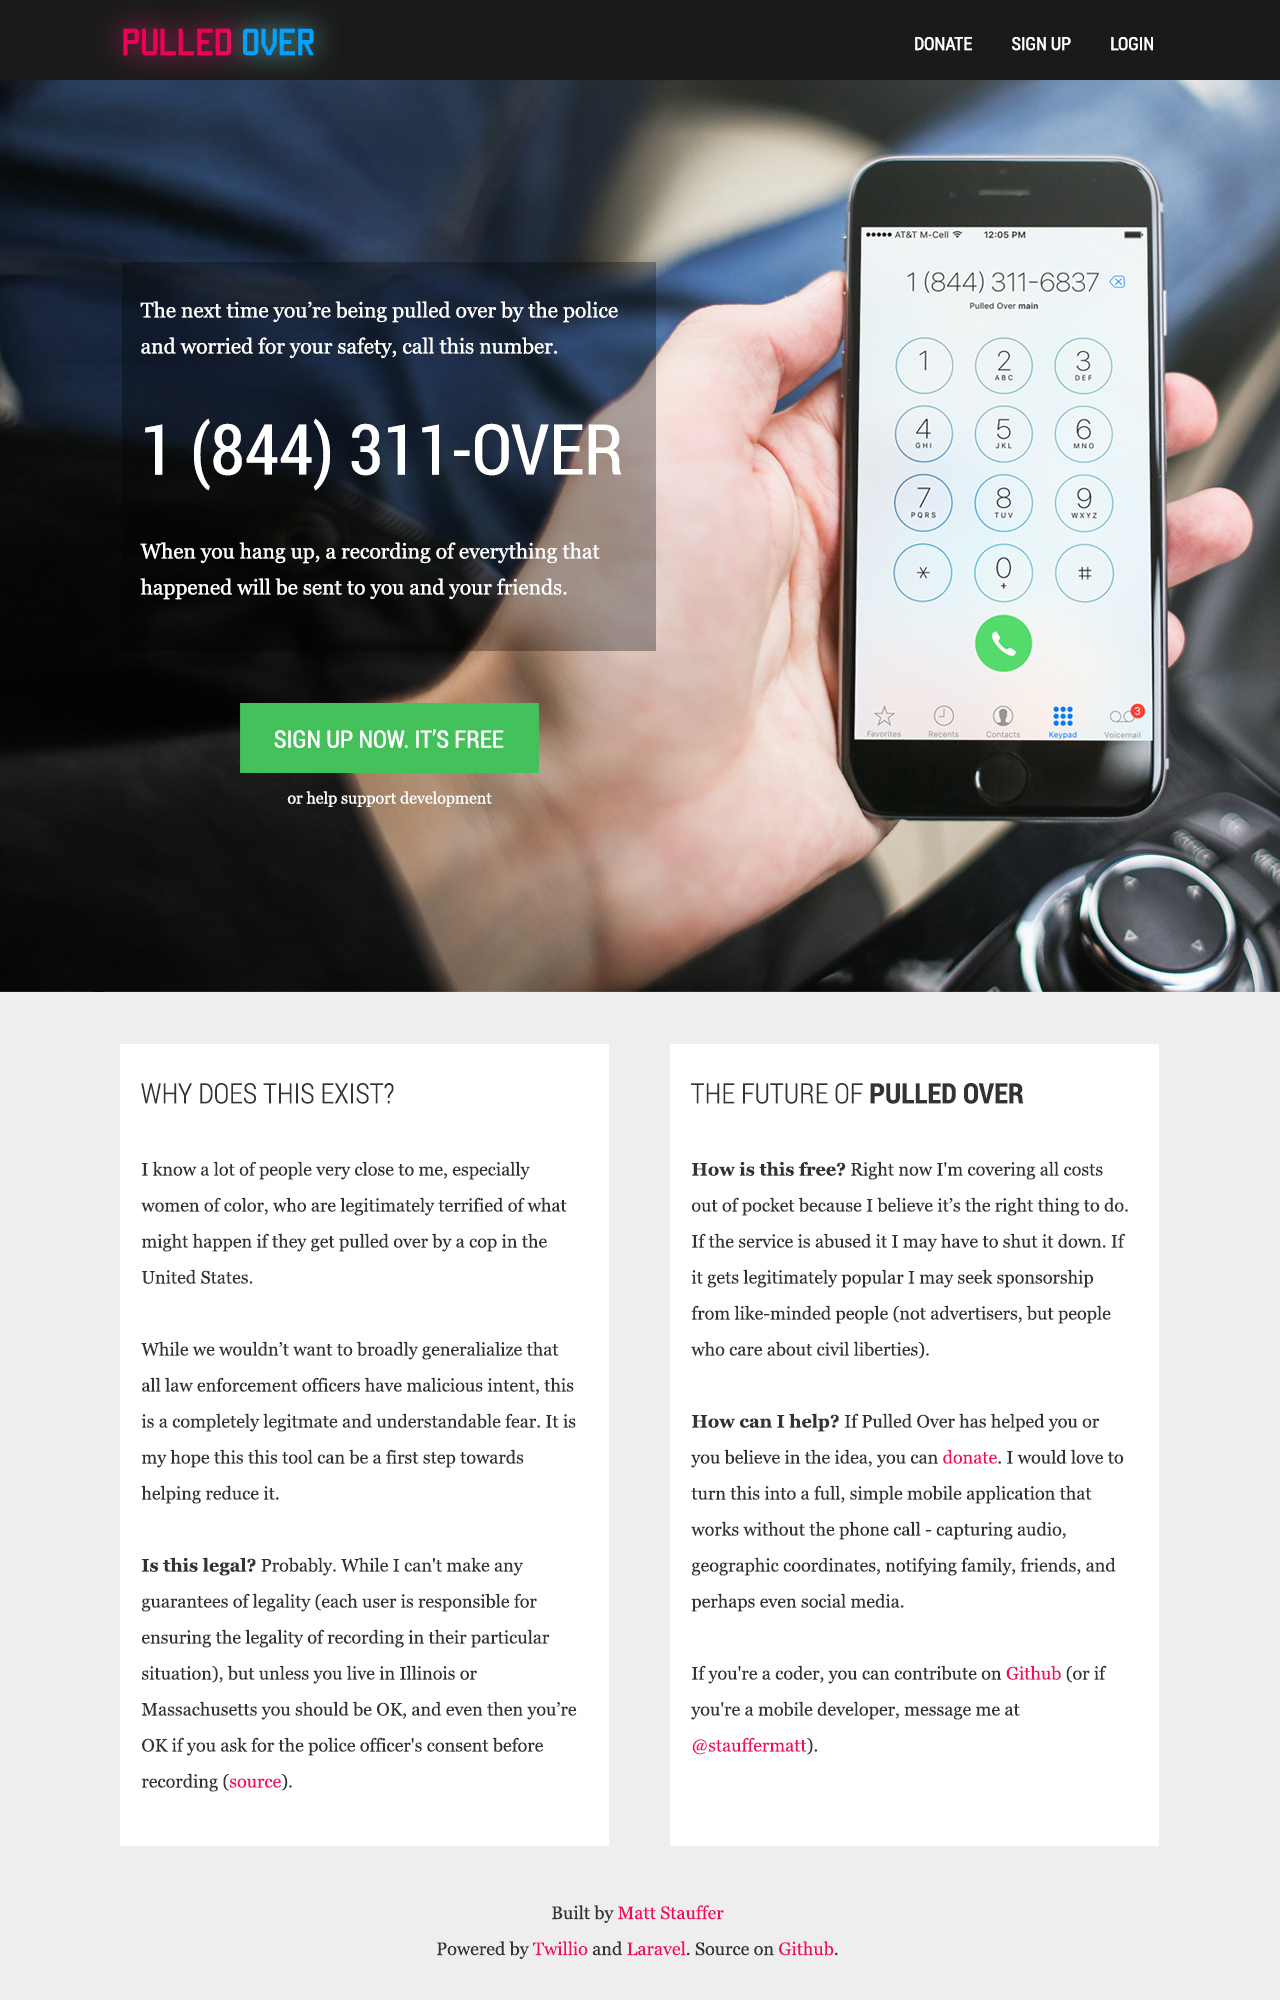 PULLED OVER
DONATE SIGN UP LOGIN
AT&T M-Cell 12:05 PM
1 (844) 311-6837
Pulled Over main
1
2 ABC
3 DEF
4 GHI
5 JKL
6 MNO
7 PQRS
8 TUV
9 WXYZ
*
0 +
#
Favorites Recents Contacts Keypad Voicemail 3
The next time you’re being pulled over by the police
and worried for your safety, call this number.
1 (844) 311-OVER
When you hang up, a recording of everything that
happened will be sent to you and your friends.
SIGN UP NOW. IT’S FREE
or help support development
WHY DOES THIS EXIST?
I know a lot of people very close to me, especially
women of color, who are legitimately terrified of what
might happen if they get pulled over by a cop in the
United States.
While we wouldn’t want to broadly generalialize that
all law enforcement officers have malicious intent, this
is a completely legitmate and understandable fear. It is
my hope this this tool can be a first step towards
helping reduce it.
Is this legal? Probably. While I can't make any
guarantees of legality (each user is responsible for
ensuring the legality of recording in their particular
situation), but unless you live in Illinois or
Massachusetts you should be OK, and even then you’re
OK if you ask for the police officer's consent before
recording (source).
THE FUTURE OF PULLED OVER
How is this free? Right now I'm covering all costs
out of pocket because I believe it’s the right thing to do.
If the service is abused it I may have to shut it down. If
it gets legitimately popular I may seek sponsorship
from like-minded people (not advertisers, but people
who care about civil liberties).
How can I help? If Pulled Over has helped you or
you believe in the idea, you can donate. I would love to
turn this into a full, simple mobile application that
works without the phone call - capturing audio,
geographic coordinates, notifying family, friends, and
perhaps even social media.
If you're a coder, you can contribute on Github (or if
you're a mobile developer, message me at
@stauffermatt).
Built by Matt Stauffer
Powered by Twillio and Laravel. Source on Github.